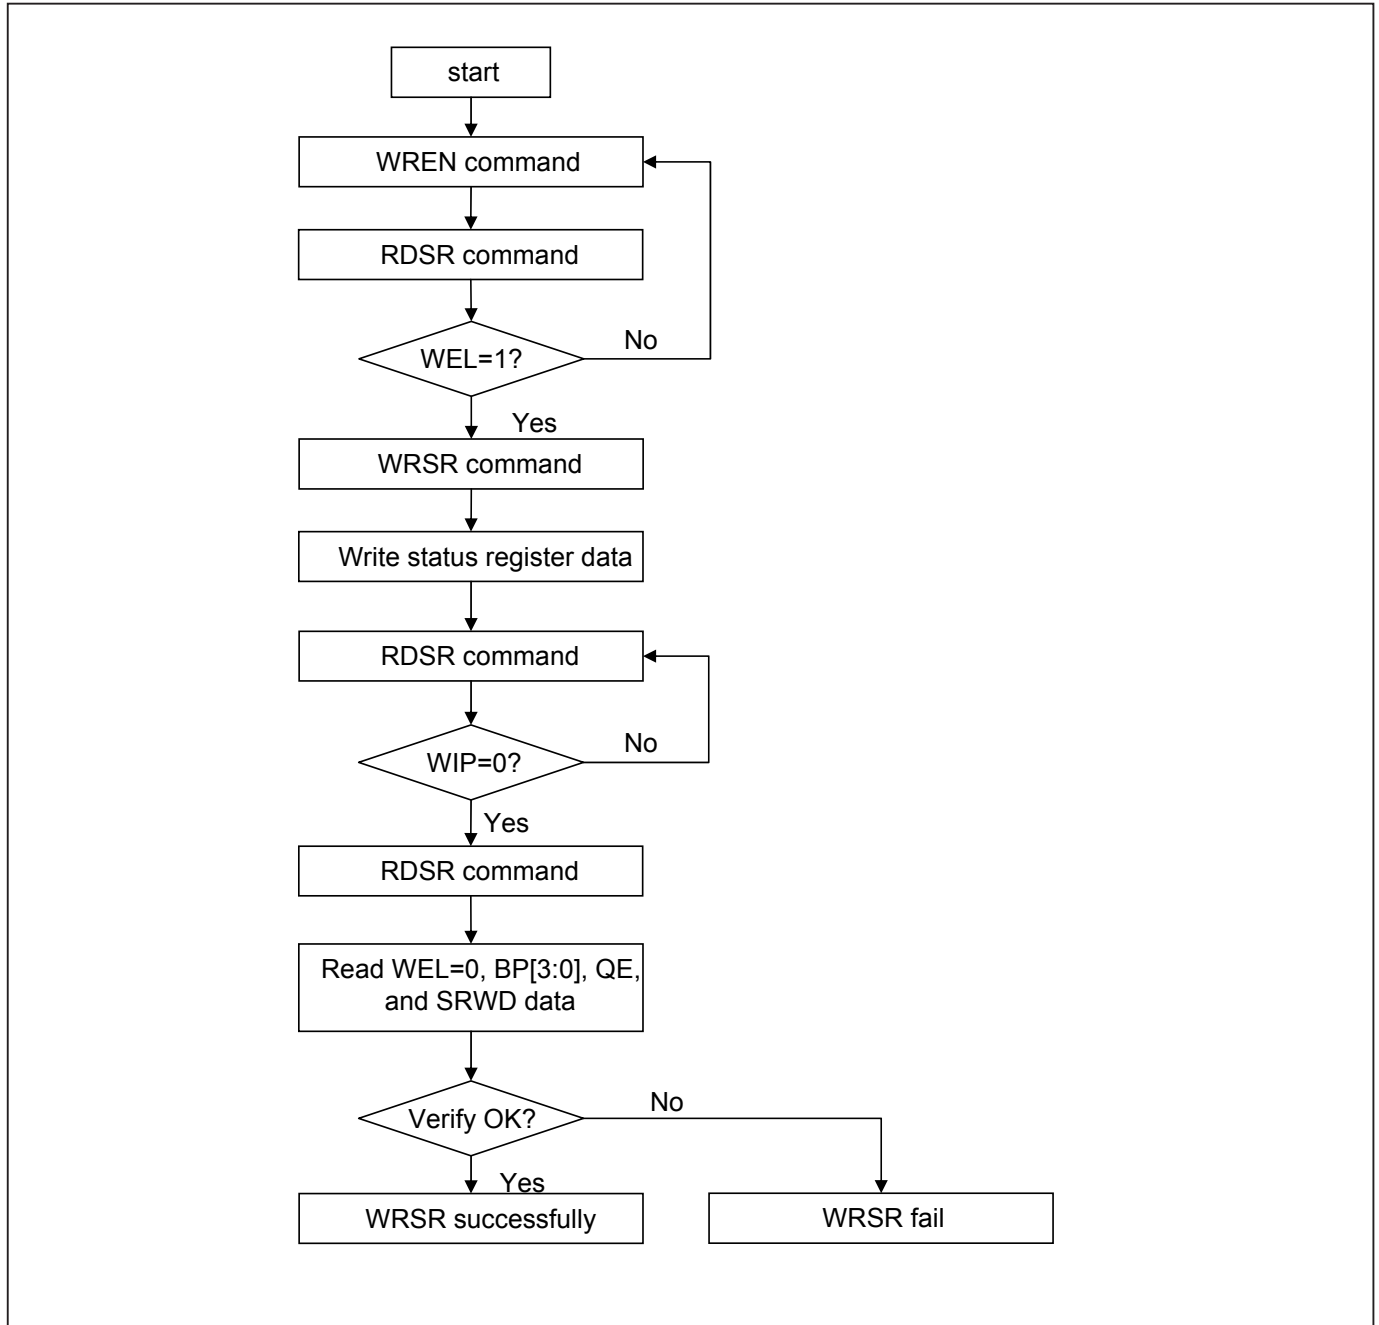 start
WREN command
RDSR command
WEL=1?
No
Yes
WRSR command
Write status register data
RDSR command
WIP=0?
No
Yes
RDSR command
Read WEL=0, BP[3:0], QE,
and SRWD data
Verify OK?
No
Yes
WRSR successfully
WRSR fail